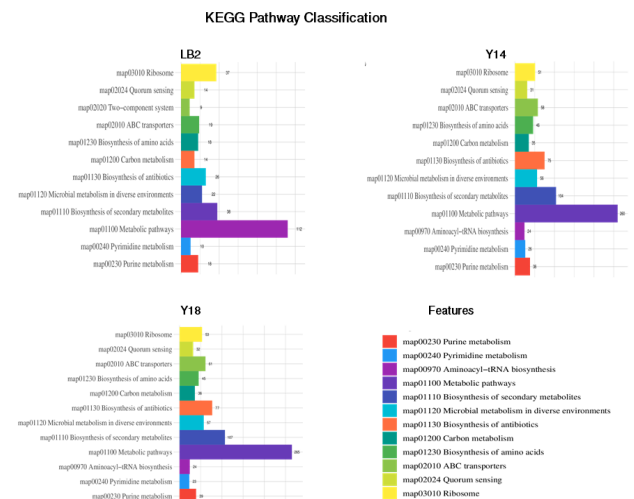 KEGG Pathway Classification
LB2
map03010 Ribosome
map02024 Quorum sensing
map02020 Two-component system
map02010 ABC transporters
map01230 Biosynthesis of amino acids
map01200 Carbon metabolism
map01130 Biosynthesis of antibiotics
map01120 Microbial metabolism in diverse environments
map01110 Biosynthesis of secondary metabolites
map01100 Metabolic pathways
map00240 Pyrimidine metabolism
map00230 Purine metabolism
Y14
map03010 Ribosome
map02024 Quorum sensing
map02010 ABC transporters
map01230 Biosynthesis of amino acids
map01200 Carbon metabolism
map01130 Biosynthesis of antibiotics
map01120 Microbial metabolism in diverse environments
map01110 Biosynthesis of secondary metabolites
map01100 Metabolic pathways
map00970 Aminoacyl-tRNA biosynthesis
map00240 Pyrimidine metabolism
map00230 Purine metabolism
Y18
map03010 Ribosome
map02024 Quorum sensing
map02010 ABC transporters
map01230 Biosynthesis of amino acids
map01200 Carbon metabolism
map01130 Biosynthesis of antibiotics
map01120 Microbial metabolism in diverse environments
map01110 Biosynthesis of secondary metabolites
map01100 Metabolic pathways
map00970 Aminoacyl-tRNA biosynthesis
map00240 Pyrimidine metabolism
map00230 Purine metabolism
Features
map00230 Purine metabolism
map00240 Pyrimidine metabolism
map00970 Aminoacyl-tRNA biosynthesis
map01100 Metabolic pathways
map01110 Biosynthesis of secondary metabolites
map01120 Microbial metabolism in diverse environments
map01130 Biosynthesis of antibiotics
map01200 Carbon metabolism
map01230 Biosynthesis of amino acids
map02010 ABC transporters
map02024 Quorum sensing
map03010 Ribosome